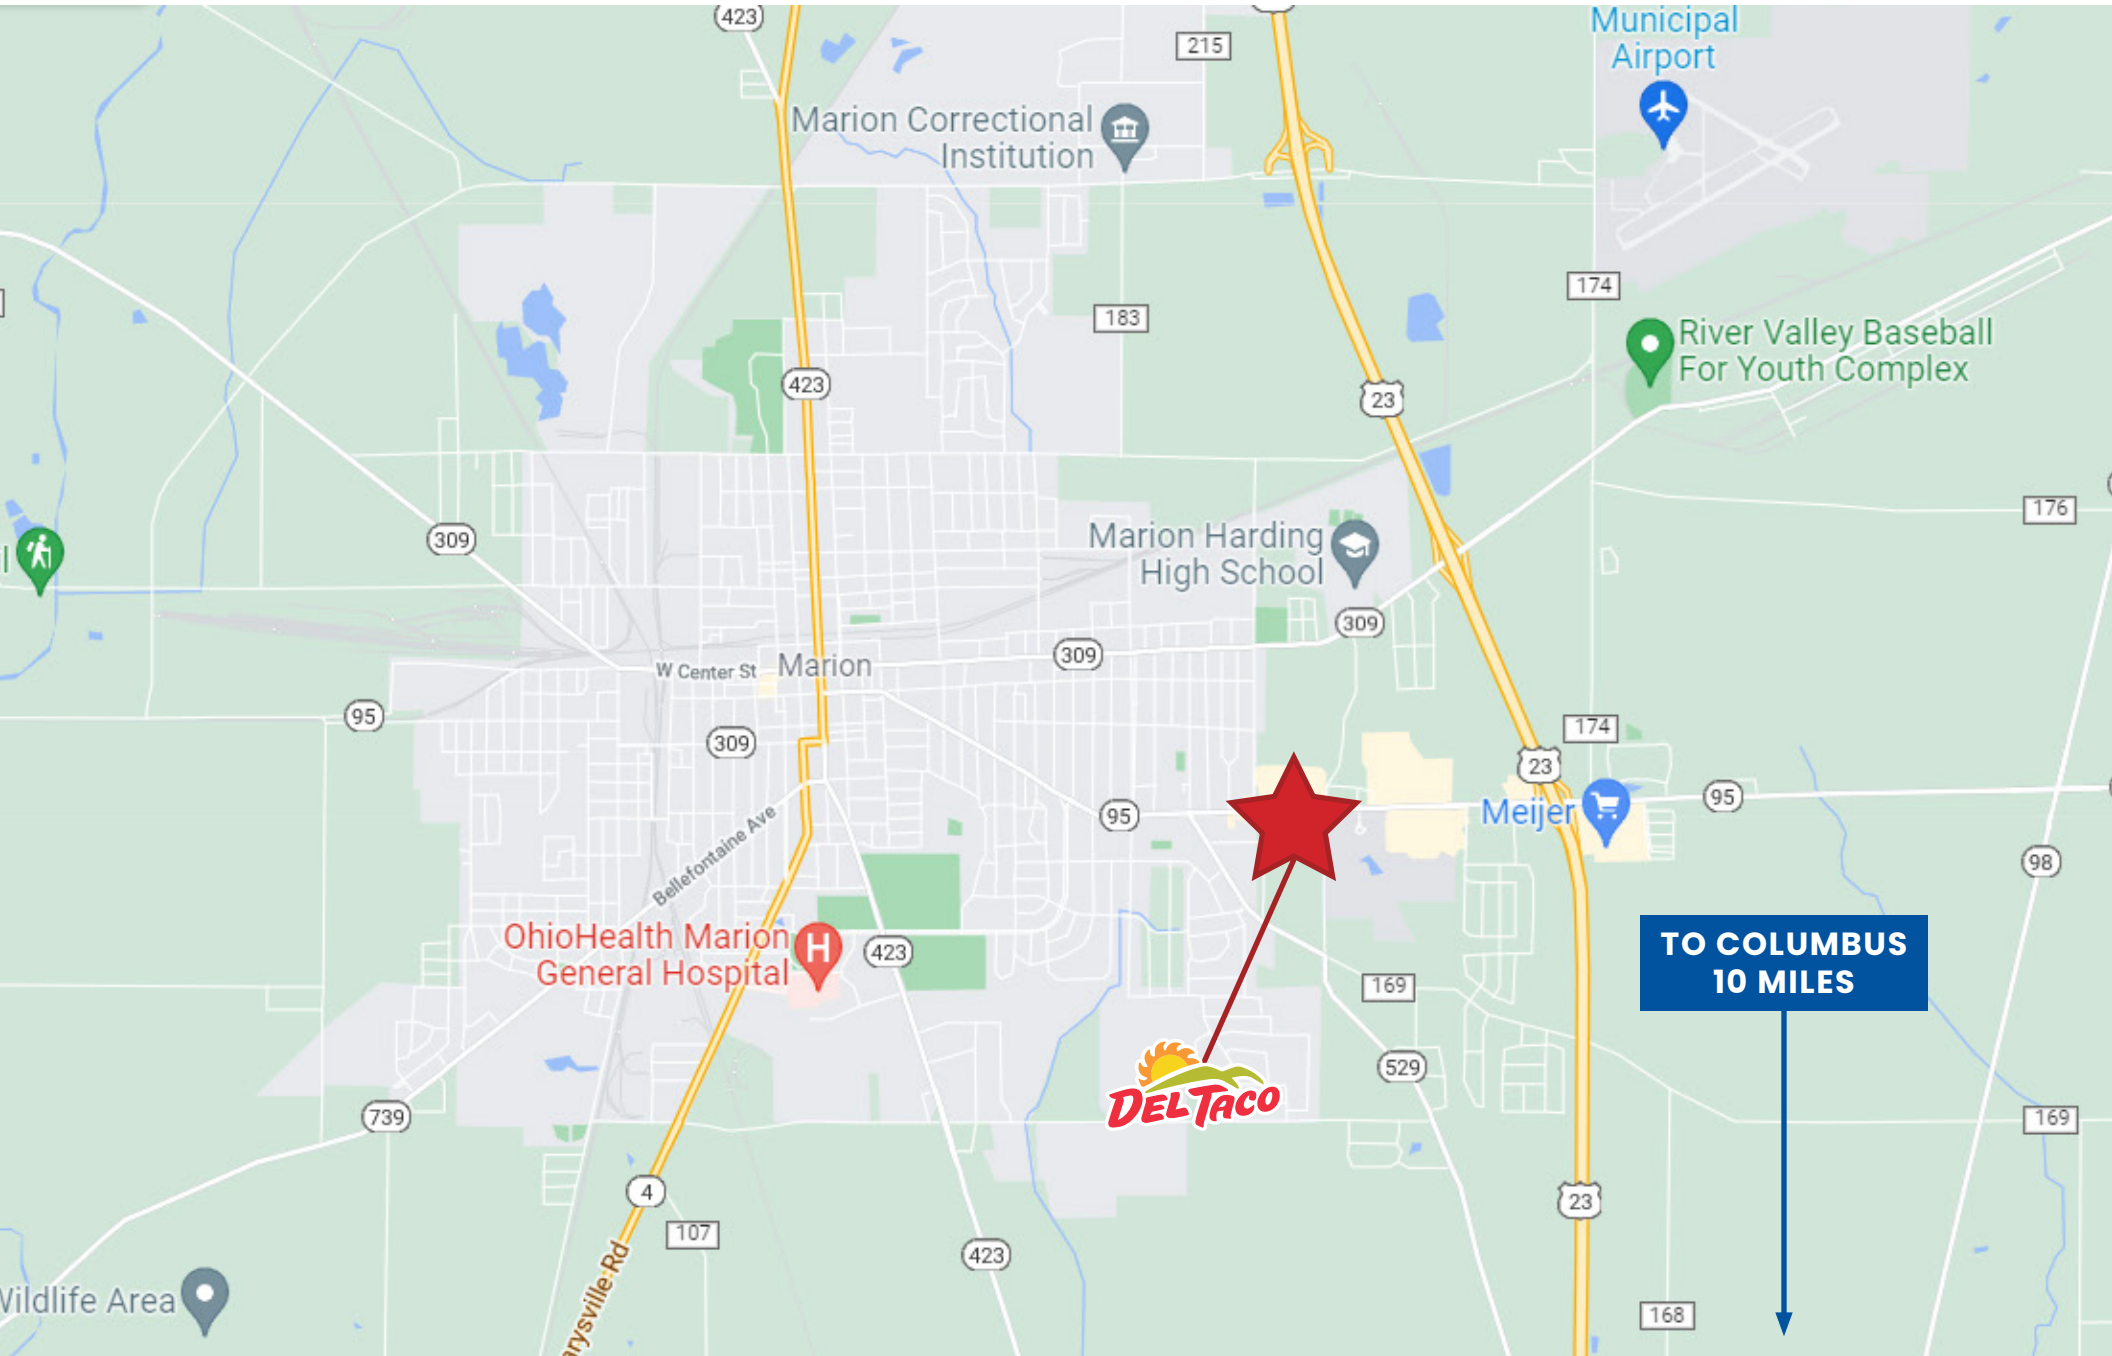 423
215
Municipal
Airport
Marion Correctional
Institution
174
183
River Valley Baseball
For Youth Complex
423
23
176
Marion Harding
High School
309
l
309
309
W Center St
Marion
95
309
174
23
95
Meijer
95
Bellefontaine Ave
98
OhioHealth Marion
General Hospital
423
TO COLUMBUS
10 MILES
169
529
DEL TACO
739
169
4
23
107
423
arysville Rd
Wildlife Area
168